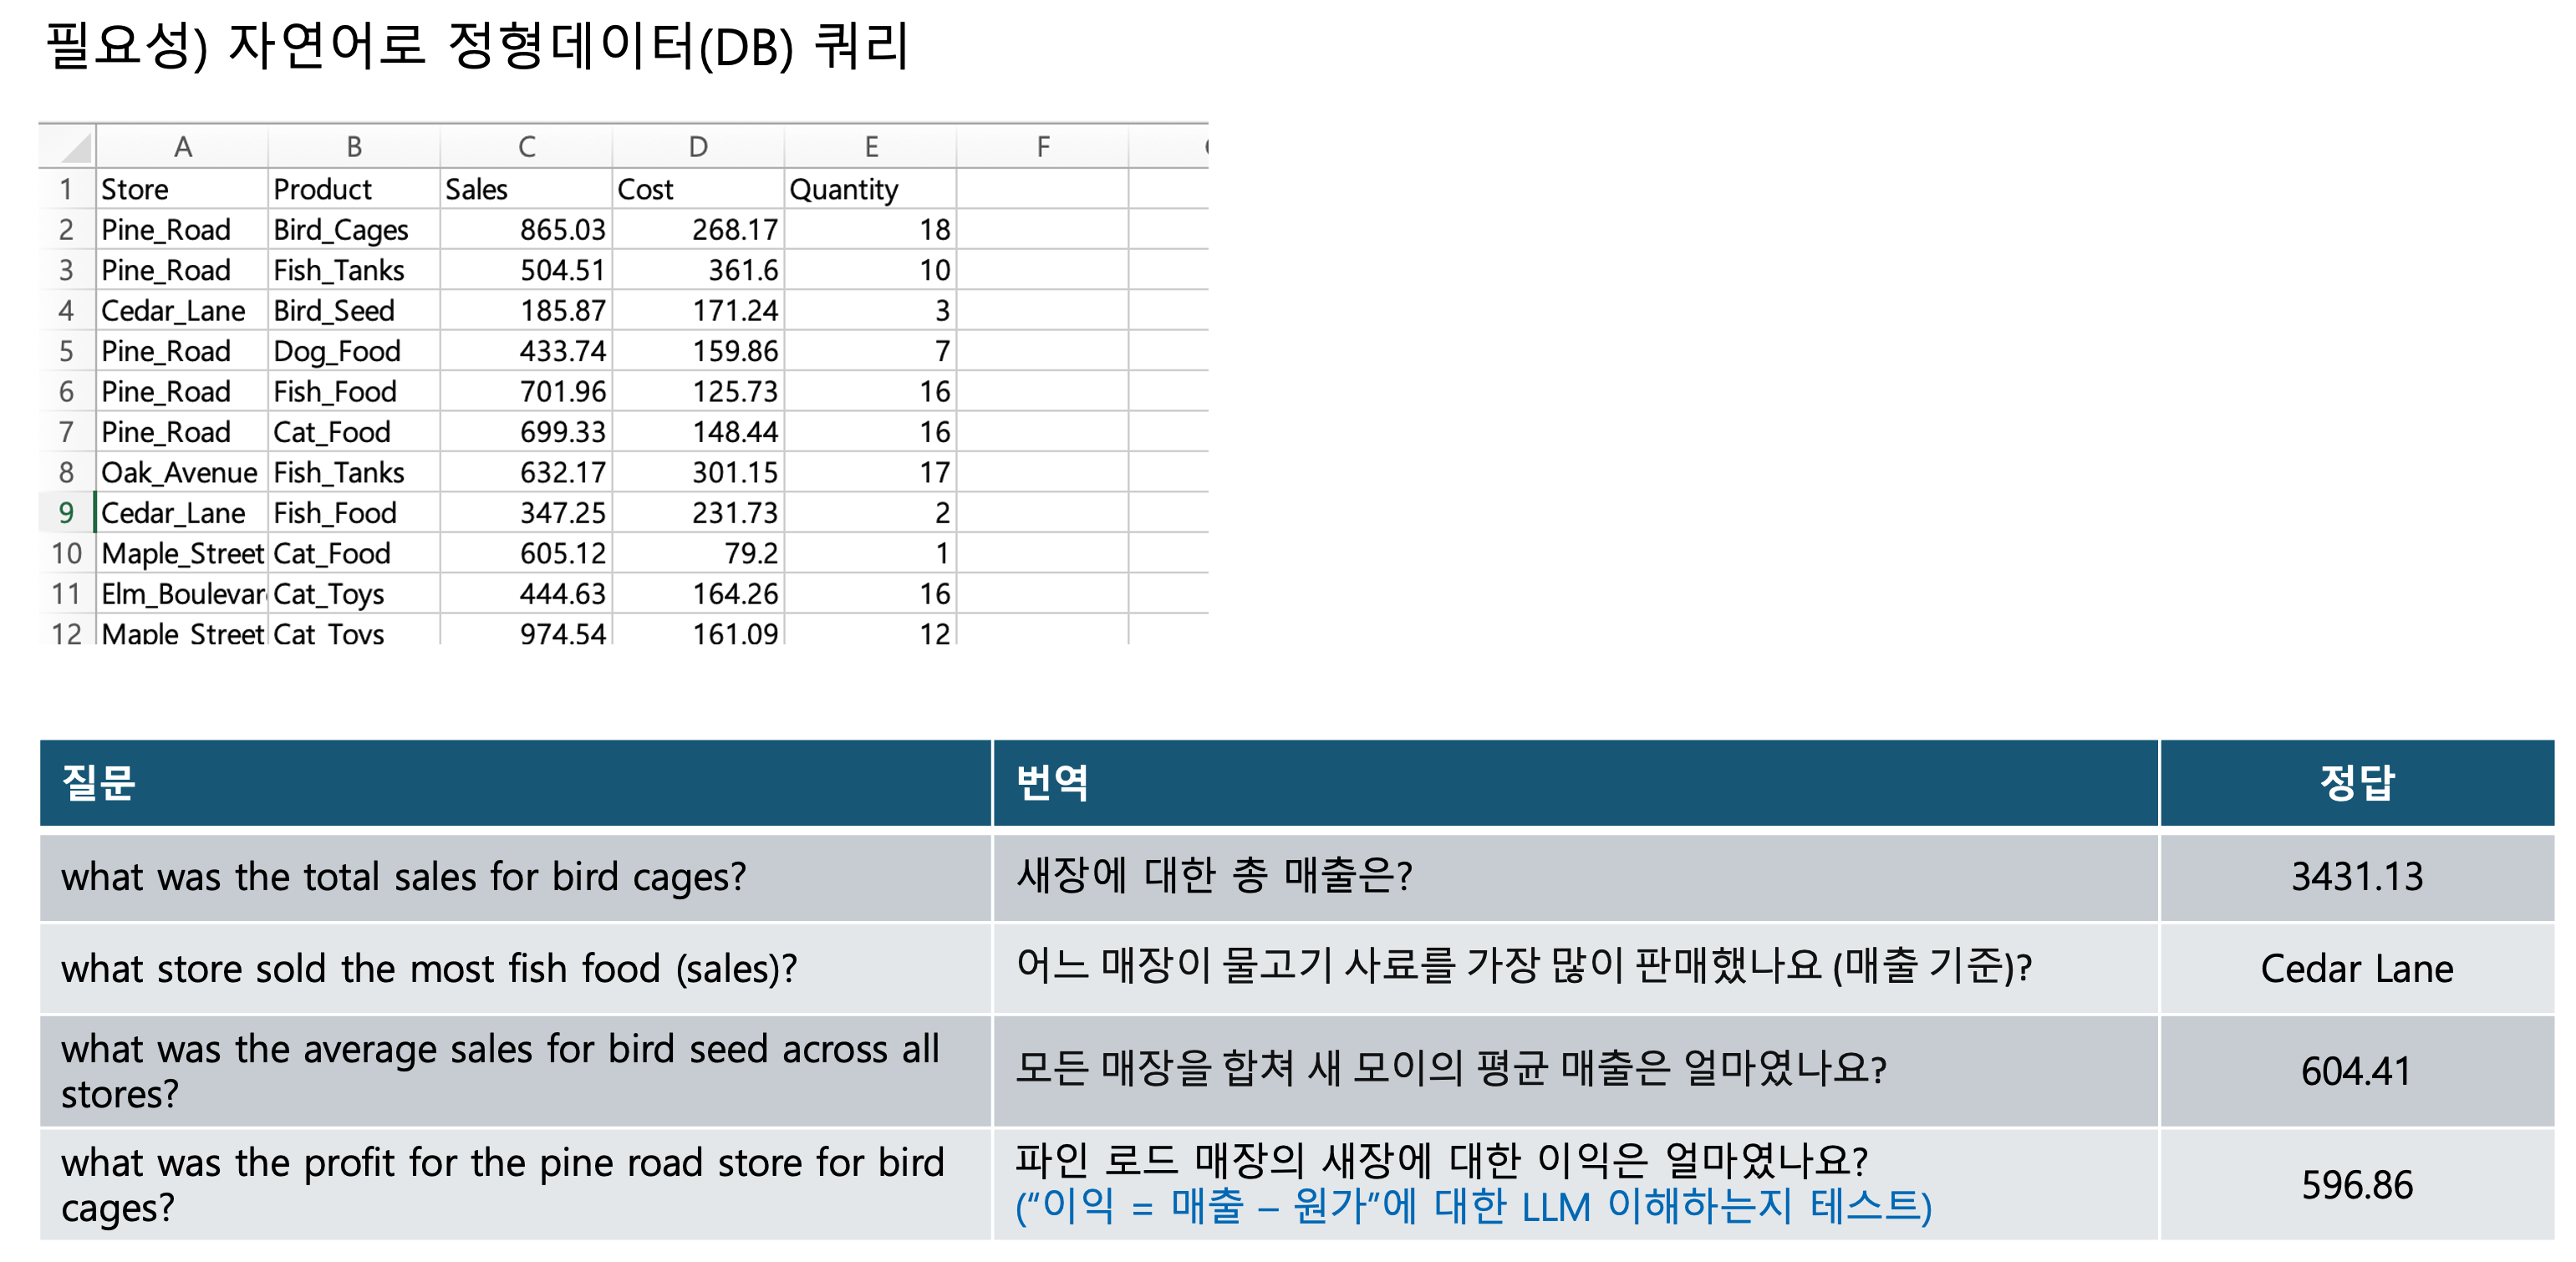 필요성) 자연어로 정형데이터(DB) 쿼리
A B C D E F
1 Store Product Sales Cost Quantity
2 Pine_Road Bird_Cages 865.03 268.17 18
3 Pine_Road Fish_Tanks 504.51 361.6 10
4 Cedar_Lane Bird_Seed 185.87 171.24 3
5 Pine_Road Dog_Food 433.74 159.86 7
6 Pine_Road Fish_Food 701.96 125.73 16
7 Pine_Road Cat_Food 699.33 148.44 16
8 Oak_Avenue Fish_Tanks 632.17 301.15 17
9 Cedar_Lane Fish_Food 347.25 231.73 2
10 Maple_Street Cat_Food 605.12 79.2 1
11 Elm_Boulevar Cat_Toys 444.63 164.26 16
12 Maple_Street Cat_Toys 974.54 161.09 12
질문 번역 정답
what was the total sales for bird cages? 새장에 대한 총 매출은? 3431.13
what store sold the most fish food (sales)? 어느 매장이 물고기 사료를 가장 많이 판매했나요 (매출 기준)? Cedar Lane
what was the average sales for bird seed across all
stores?
모든 매장을 합쳐 새 모이의 평균 매출은 얼마였나요? 604.41
what was the profit for the pine road store for bird
cages?
파인 로드 매장의 새장에 대한 이익은 얼마였나요?
(“이익 = 매출 – 원가”에 대한 LLM 이해하는지 테스트)
596.86